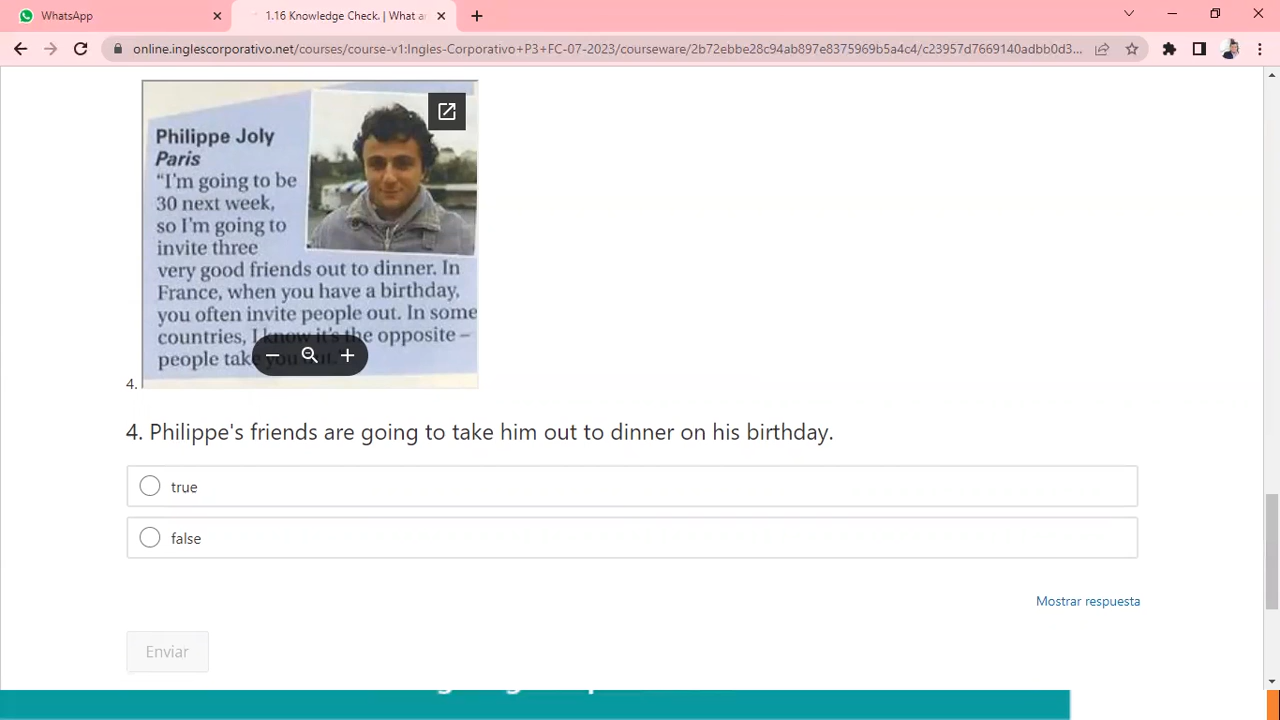 WhatsApp
1.16 Knowledge Check. | What a
online.inglescorporativo.net/courses/course-v1:Ingles-Corporativo+P3+FC-07-2023/courseware/2b72ebbe28c94ab897e8375969b5a4c4/c23957d7669140adbb0d3...
Philippe Joly
Paris
“I'm going to be
30 next week,
so I'm going to
invite three
very good friends out to dinner. In
France, when you have a birthday,
you often invite people out. In some
countries, I know it's the opposite –
people take you out.
4.
4. Philippe's friends are going to take him out to dinner on his birthday.
true
false
Mostrar respuesta
Enviar